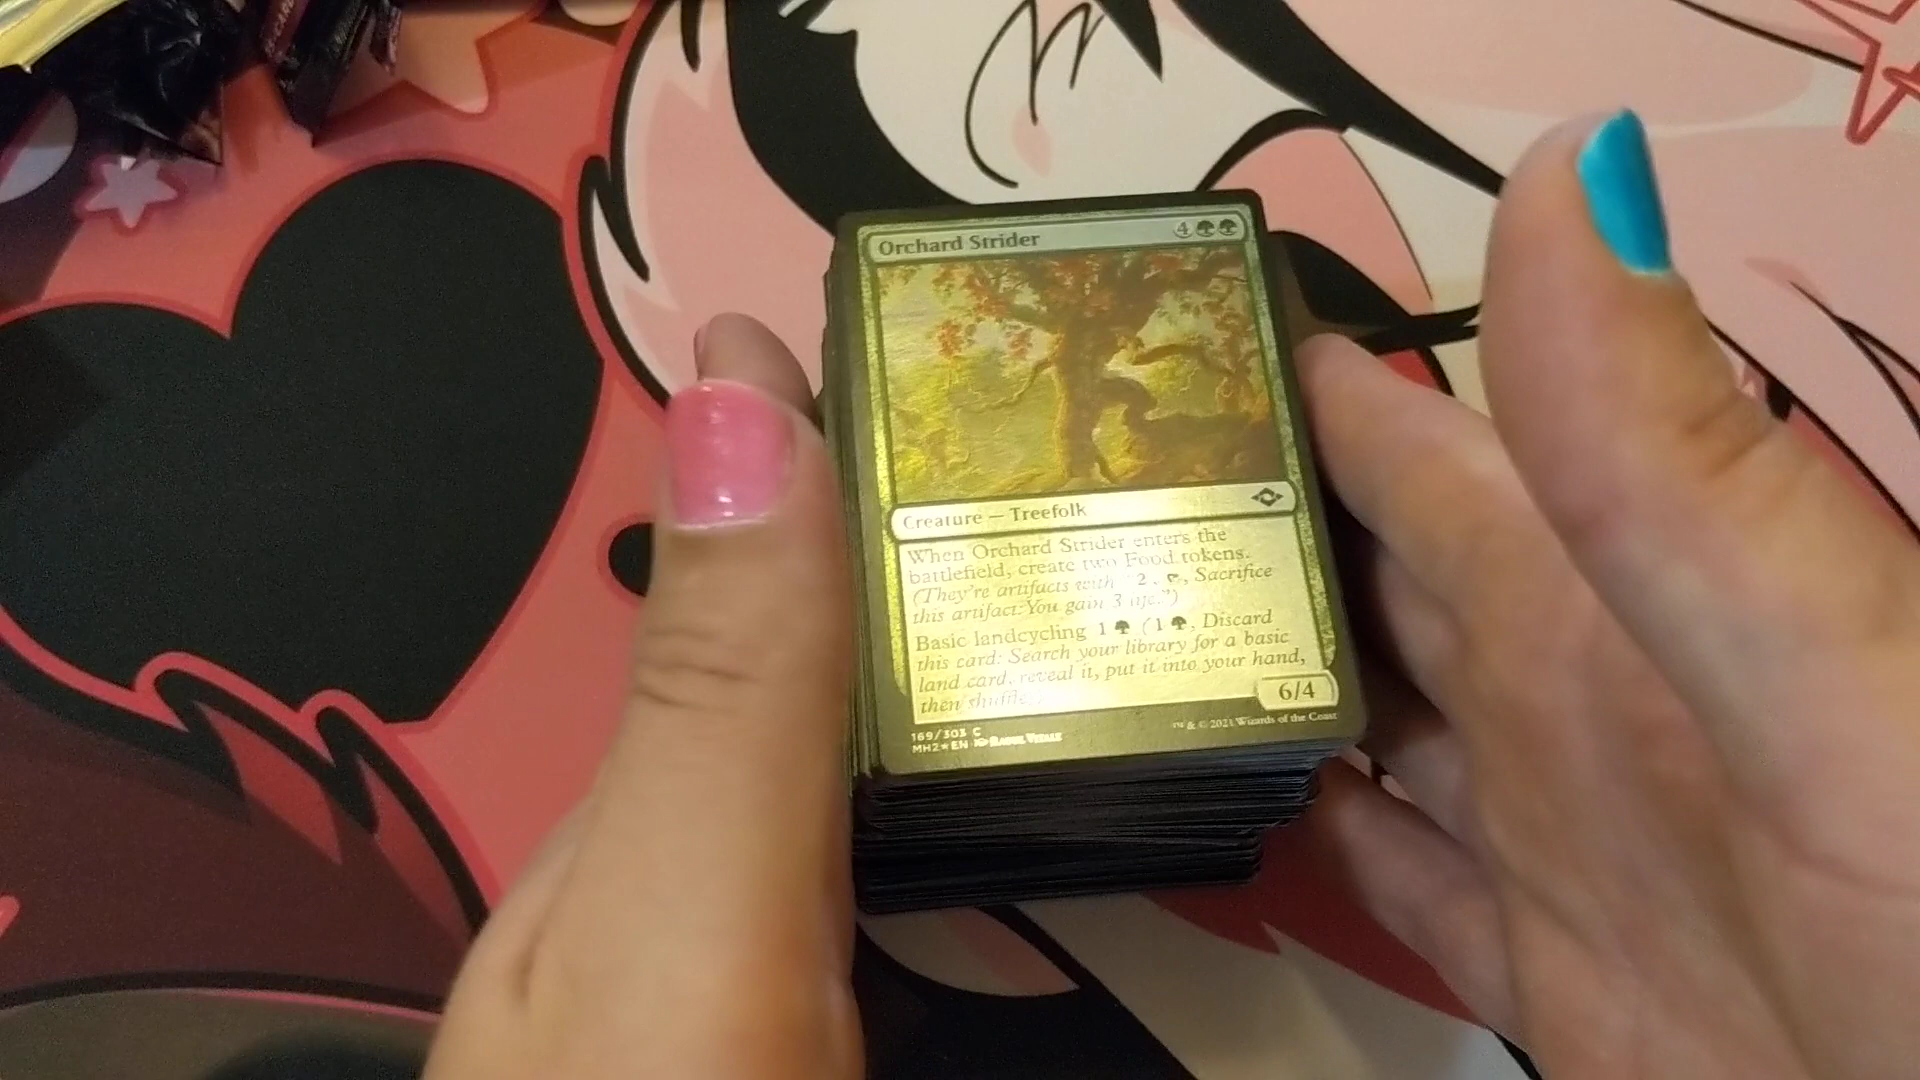 Orchard Strider 4
Creature — Treefolk
When Orchard Strider enters the
battlefield, create two Food tokens.
(They're artifacts with "2, , Sacrifice
this artifact: You gain 3 life.")
Basic landcycling 1 (1 , Discard
this card: Search your library for a basic
land card, reveal it, put it into your hand,
then shuffle.
6/4
169/303 C
MH2★EN Raoul Vitale
™ & © 2021 Wizards of the Coast